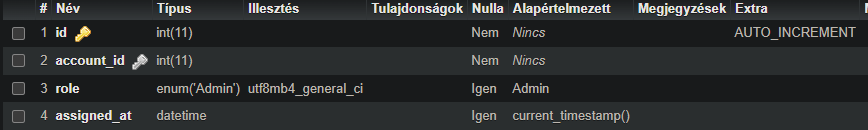 # Név Típus Illesztés Tulajdonságok Nulla Alapértelmezett Megjegyzések Extra
1 id int(11) Nem Nincs AUTO_INCREMENT
2 account_id int(11) Nem Nincs
3 role enum('Admin') utf8mb4_general_ci Igen Admin
4 assigned_at datetime Igen current_timestamp()